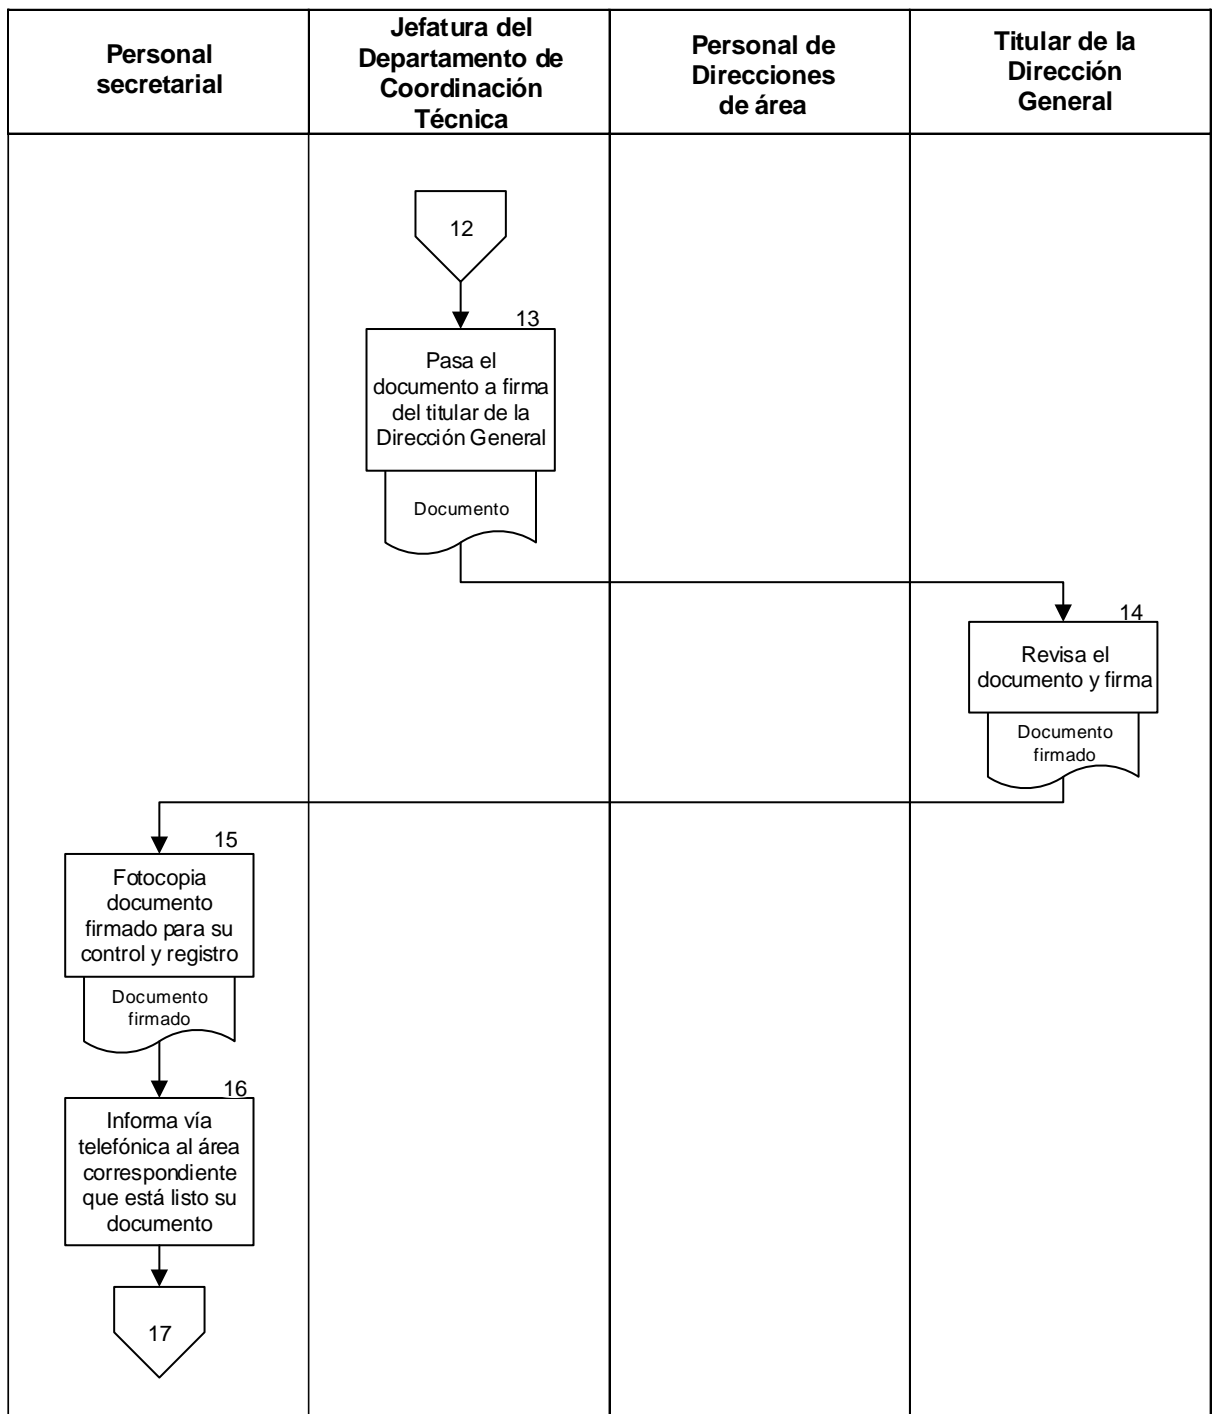 Personal
secretarial
Jefatura del
Departamento de
Coordinación
Técnica
Personal de
Direcciones
de área
Titular de la
Dirección
General
12
13
Pasa el
documento a firma
del titular de la
Dirección General
Documento
14
Revisa el
documento y firma
Documento
firmado
15
Fotocopia
documento
firmado para su
control y registro
Documento
firmado
16
Informa vía
telefónica al área
correspondiente
que está listo su
documento
17